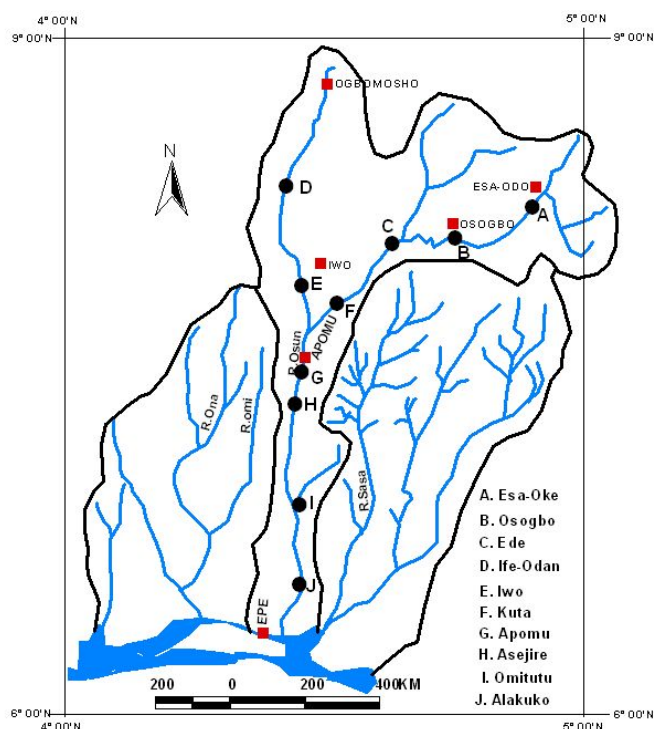 4° 00'N
5° 00'N
9° 00'N
9° 00'N
OGBOMOSHO
N
D
ESA-ODO
A
OSOGBO
C
B
IWO
E
F
R.Osun
APOMU
G
H
R.Ona
R.omi
R.Sasa
I
J
EPE
A. Esa-Oke
B. Osogbo
C. Ede
D. Ife-Odan
E. Iwo
F. Kuta
G. Apomu
H. Asejire
I. Omitutu
J. Alakuko
200 0 200 400KM
6° 00'N
6° 00'N
4° 00'N
5° 00'N